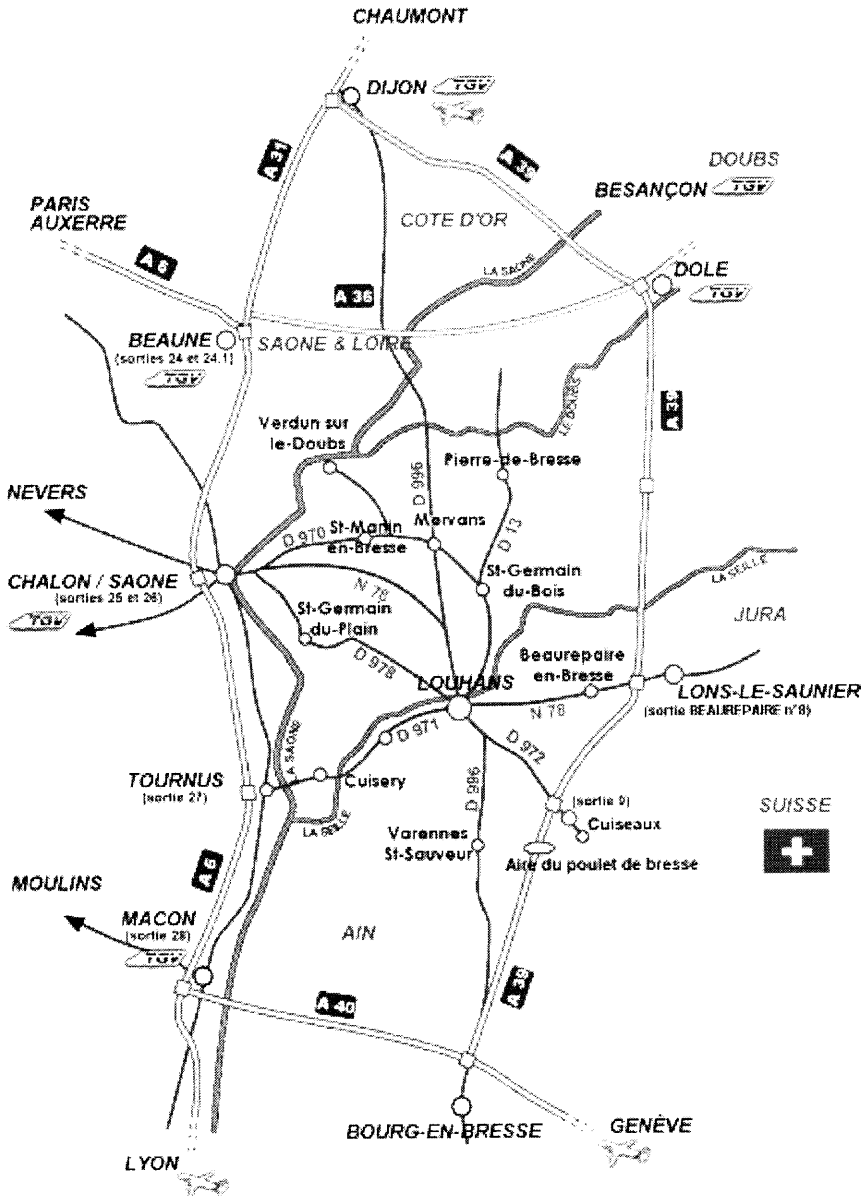 CHAUMONT
DIJON TGV
A 31
A 39
DOUBS
BESANÇON TGV
PARIS
AUXERRE
COTE D'OR
A 6
LA SAONE
DOLE
TGV
A 36
BEAUNE
(sorties 24 et 24.1)
TGV
SAONE & LOIRE
LE DOUBS
A 39
Verdun sur
le-Doubs
Pierre-de-Bresse
NEVERS
D 996
D 970
St-Martin
en-Bresse
Mervans
D 13
CHALON / SAONE
(sorties 25 et 26)
TGV
N 78
St-Germain
du-Bois
LA SEILLE
St-Germain
du-Plain
JURA
D 978
LOUHANS
Beaurepaire
en-Bresse
LONS-LE-SAUNIER
(sortie BEAUREPAIRE n°8)
N 78
D 971
D 972
LA SAONE
TOURNUS
(sortie 27)
Cuisery
D 996
(sortie 9)
SUISSE
LA SEILLE
Cuiseaux
Varennes
St-Sauveur
Aire du poulet de bresse
A 6
MOULINS
MACON
(sortie 28)
TGV
AIN
A 39
A 40
BOURG-EN-BRESSE
GENÈVE
LYON